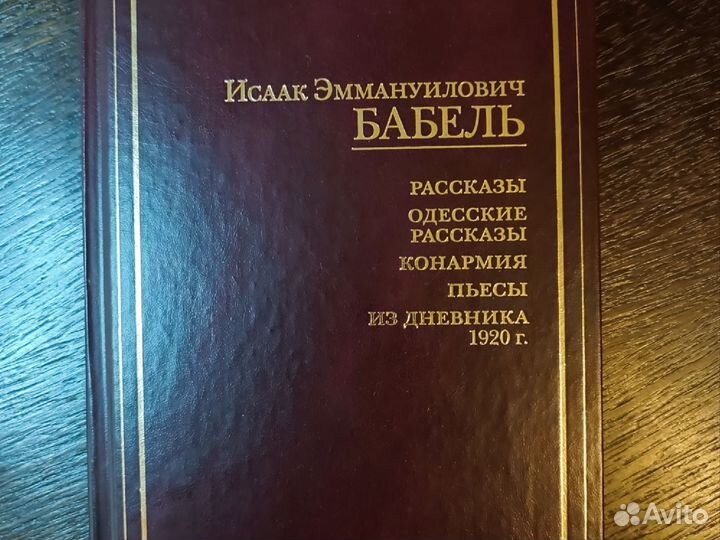 Исаак Эммануилович
БАБЕЛЬ
РАССКАЗЫ
ОДЕССКИЕ
РАССКАЗЫ
КОНАРМИЯ
ПЬЕСЫ
ИЗ ДНЕВНИКА
1920 г.
Avito